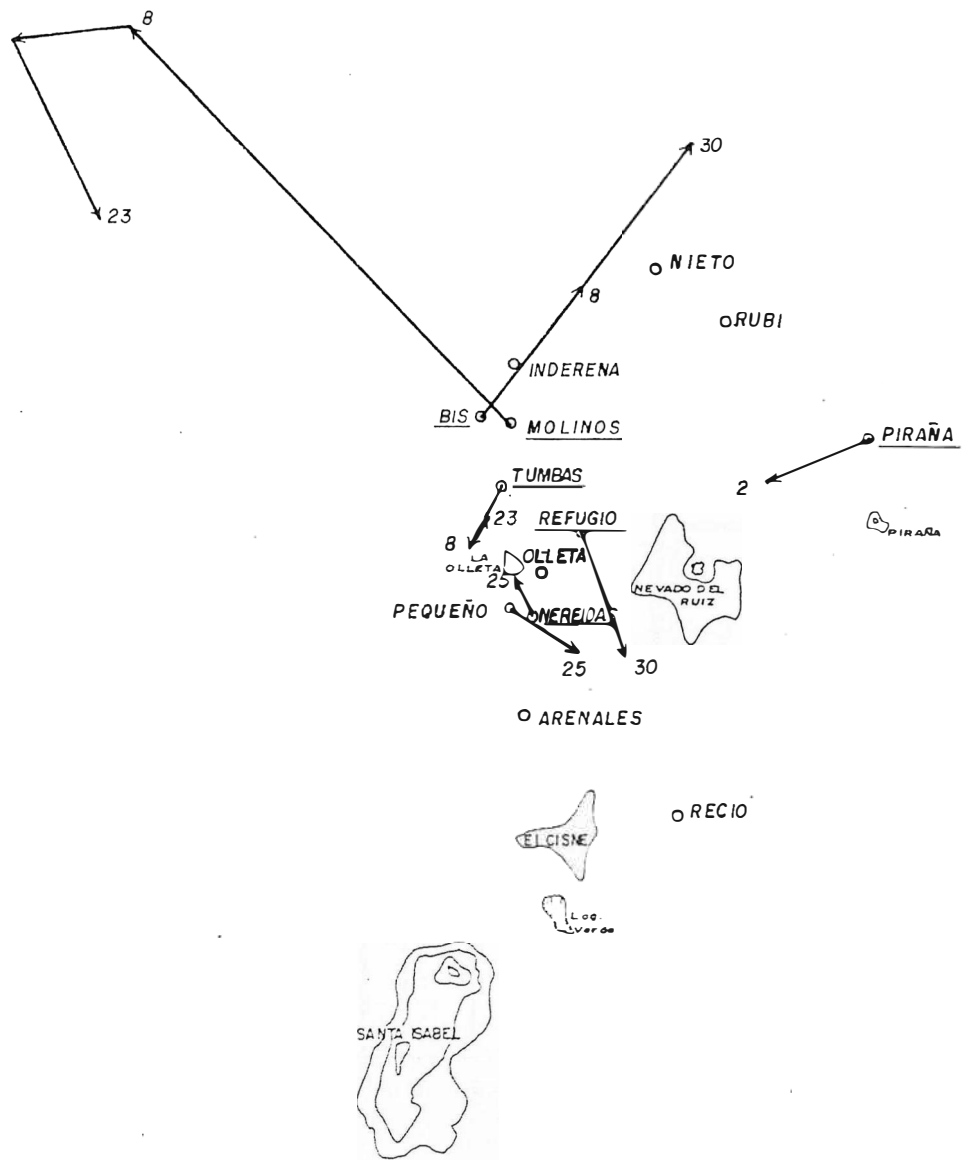 8
30
23
NIETO
8
RUBI
INDERENA
BIS
MOLINOS
PIRAÑA
TUMBAS
2
23
REFUGIO
PIRAÑA
8
LA
OLLETA
OLLETA
25
NEVADO DEL
RUIZ
PEQUEÑO
NEREIDAS
25
30
ARENALES
RECIO
El CISNE
Lag.
Verde
SANTA ISABEL